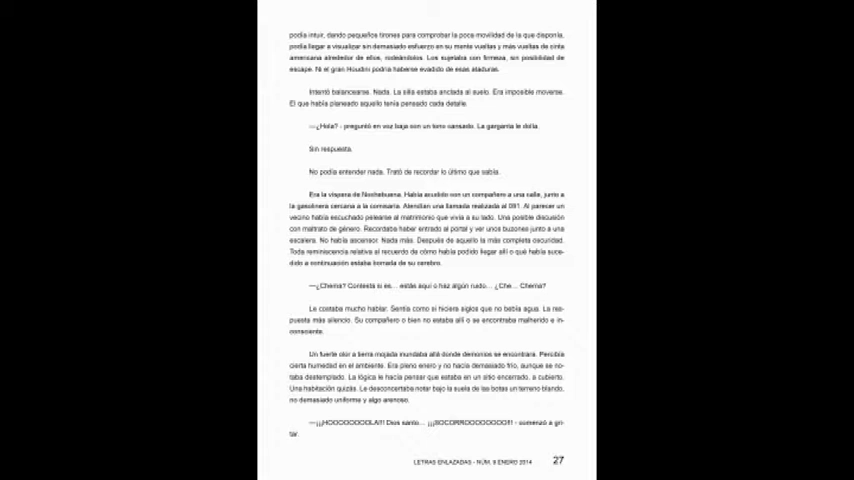 podía intuir, dando pequeños tirones para comprobar la poca movilidad de la que disponía,
podía llegar a visualizar sin demasiado esfuerzo en su mente vueltas y más vueltas de cinta
americana alrededor de ellos, rodeándolos. Los sujetaba con firmeza, sin posibilidad de
escape. Ni el gran Houdini podría haberse evadido de esas ataduras.
Intentó balancearse. Nada. La silla estaba anclada al suelo. Era imposible moverse.
El que había planeado aquello tenía pensado cada detalle.
—¿Hola? - preguntó en voz baja con un tono cansado. La garganta le dolía.
Sin respuesta.
No podía entender nada. Trató de recordar lo último que sabía.
Era la víspera de Nochebuena. Había acudido con un compañero a una calle, junto a
la gasolinera cercana a la comisaría. Atendían una llamada realizada al 091. Al parecer un
vecino había escuchado pelearse al matrimonio que vivía a su lado. Una posible discusión
con maltrato de género. Recordaba haber entrado al portal y ver unos buzones junto a una
escalera. No había ascensor. Nada más. Después de aquello la más completa oscuridad.
Toda reminiscencia relativa al recuerdo de cómo había podido llegar allí o qué había suce-
dido a continuación estaba borrada de su cerebro.
—¿Chema? Contesta si es... estás aquí o haz algún ruido... ¿Che... Chema?
Le costaba mucho hablar. Sentía como si hiciera siglos que no bebía agua. La res-
puesta más silencio. Su compañero o bien no estaba allí o se encontraba malherido e in-
consciente.
Un fuerte olor a tierra mojada inundaba allá donde demonios se encontrara. Percibía
cierta humedad en el ambiente. Era pleno enero y no hacía demasiado frío, aunque se no-
taba destemplado. La lógica le hacía pensar que estaba en un sitio encerrado, a cubierto.
Una habitación quizás. Le desconcertaba notar bajo la suela de las botas un terreno blando,
no demasiado uniforme y algo arenoso.
—¡¡¡HOOOOOOOOLA!!! Dios santo... ¡¡¡SOCORROOOOOOOO!!! - comenzó a gri-
tar.
LETRAS ENLAZADAS - NÚM. 9 ENERO 2014 27